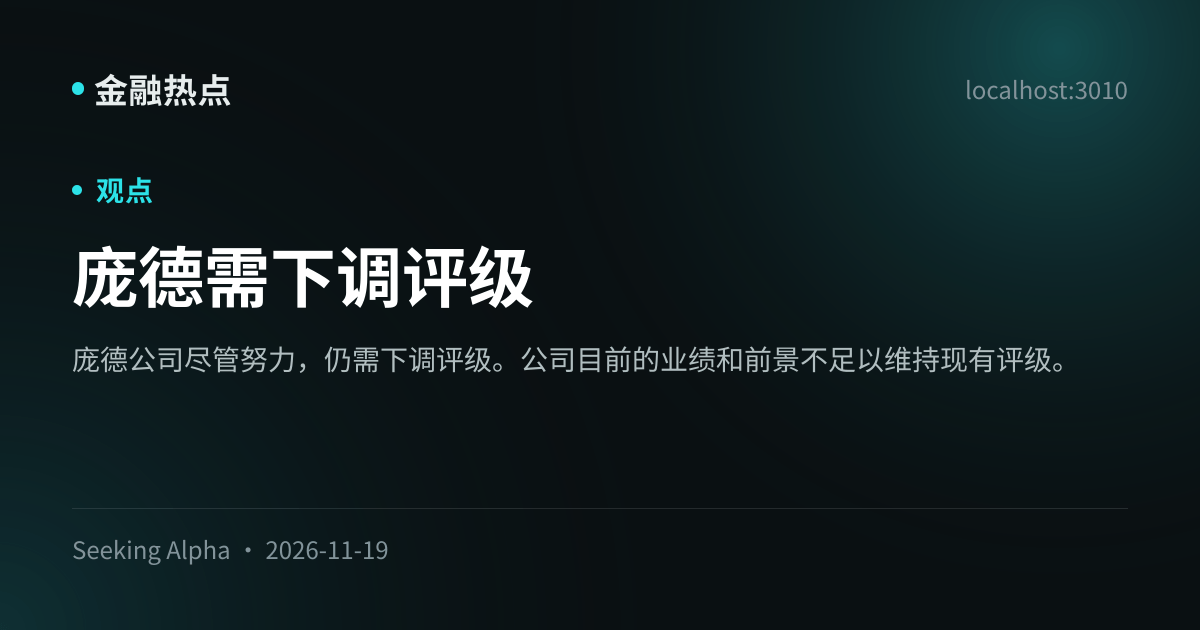 金融热点
localhost:3010
观点
庞德需下调评级
庞德公司尽管努力，仍需下调评级。公司目前的业绩和前景不足以维持现有评级。
Seeking Alpha · 2026-11-19